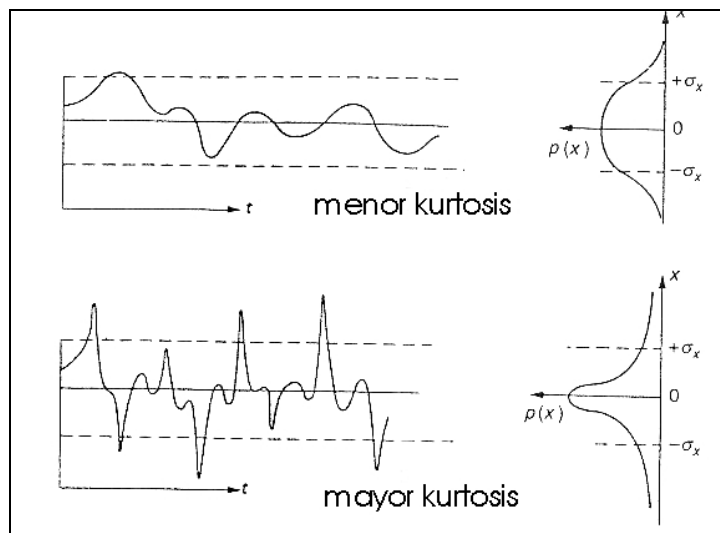 x
+σx
0
p(x)
−σx
t
menor kurtosis
x
+σx
0
p(x)
−σx
t
mayor kurtosis